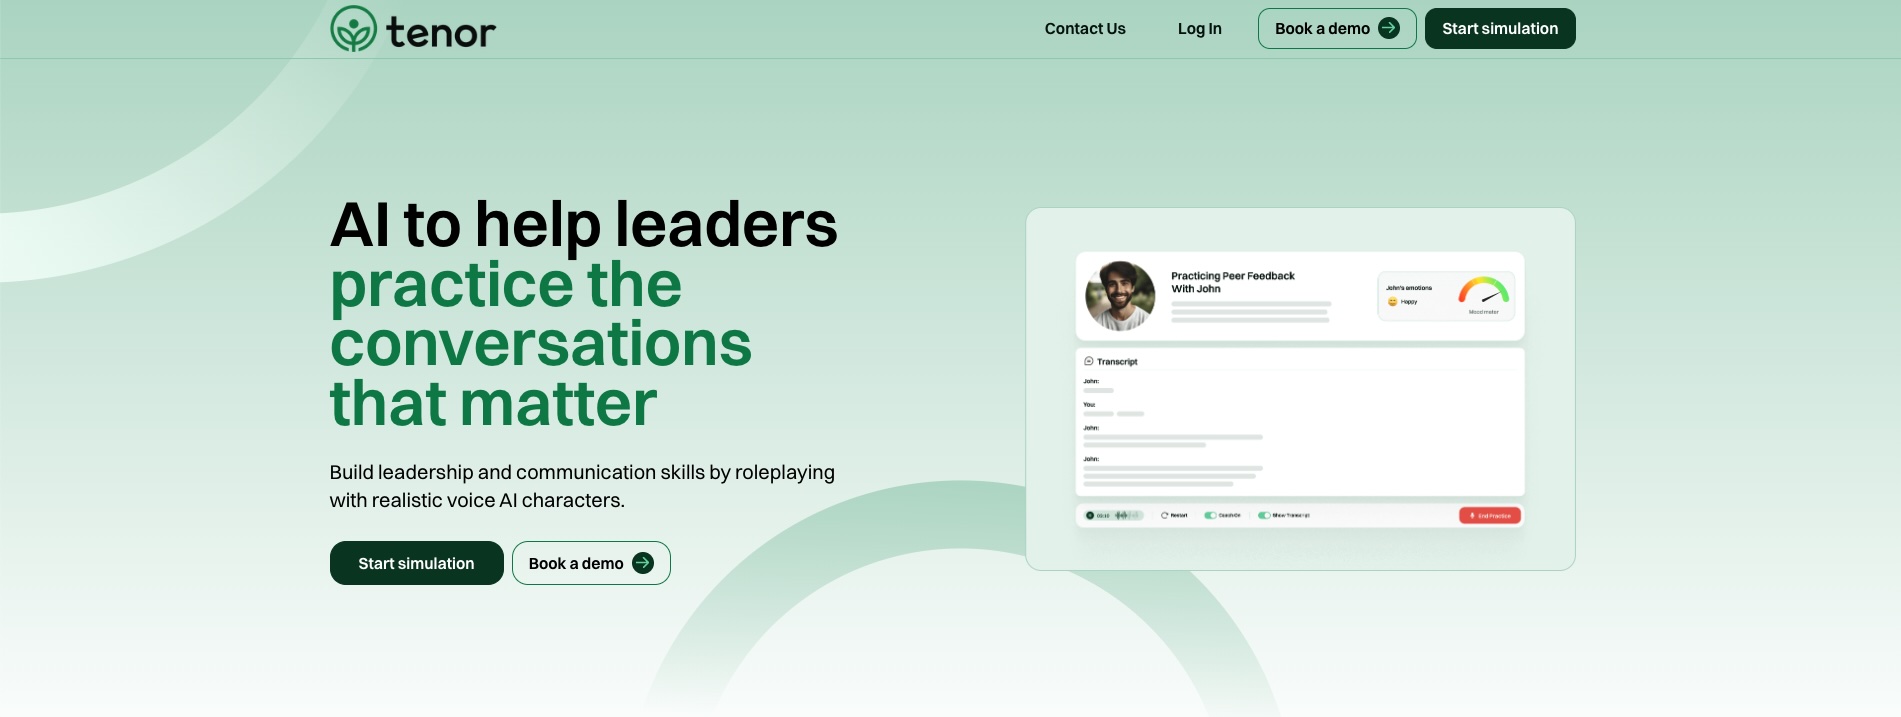 tenor
Contact Us
Log In
Book a demo
Start simulation
AI to help leaders
practice the
conversations
that matter
Build leadership and communication skills by roleplaying
with realistic voice AI characters.
Start simulation
Book a demo
Practicing Peer Feedback
With John
John's emotions
Happy
Mood meter
Transcript
John:
You:
John:
John:
Restart
Coach On
Show Transcript
End Practice